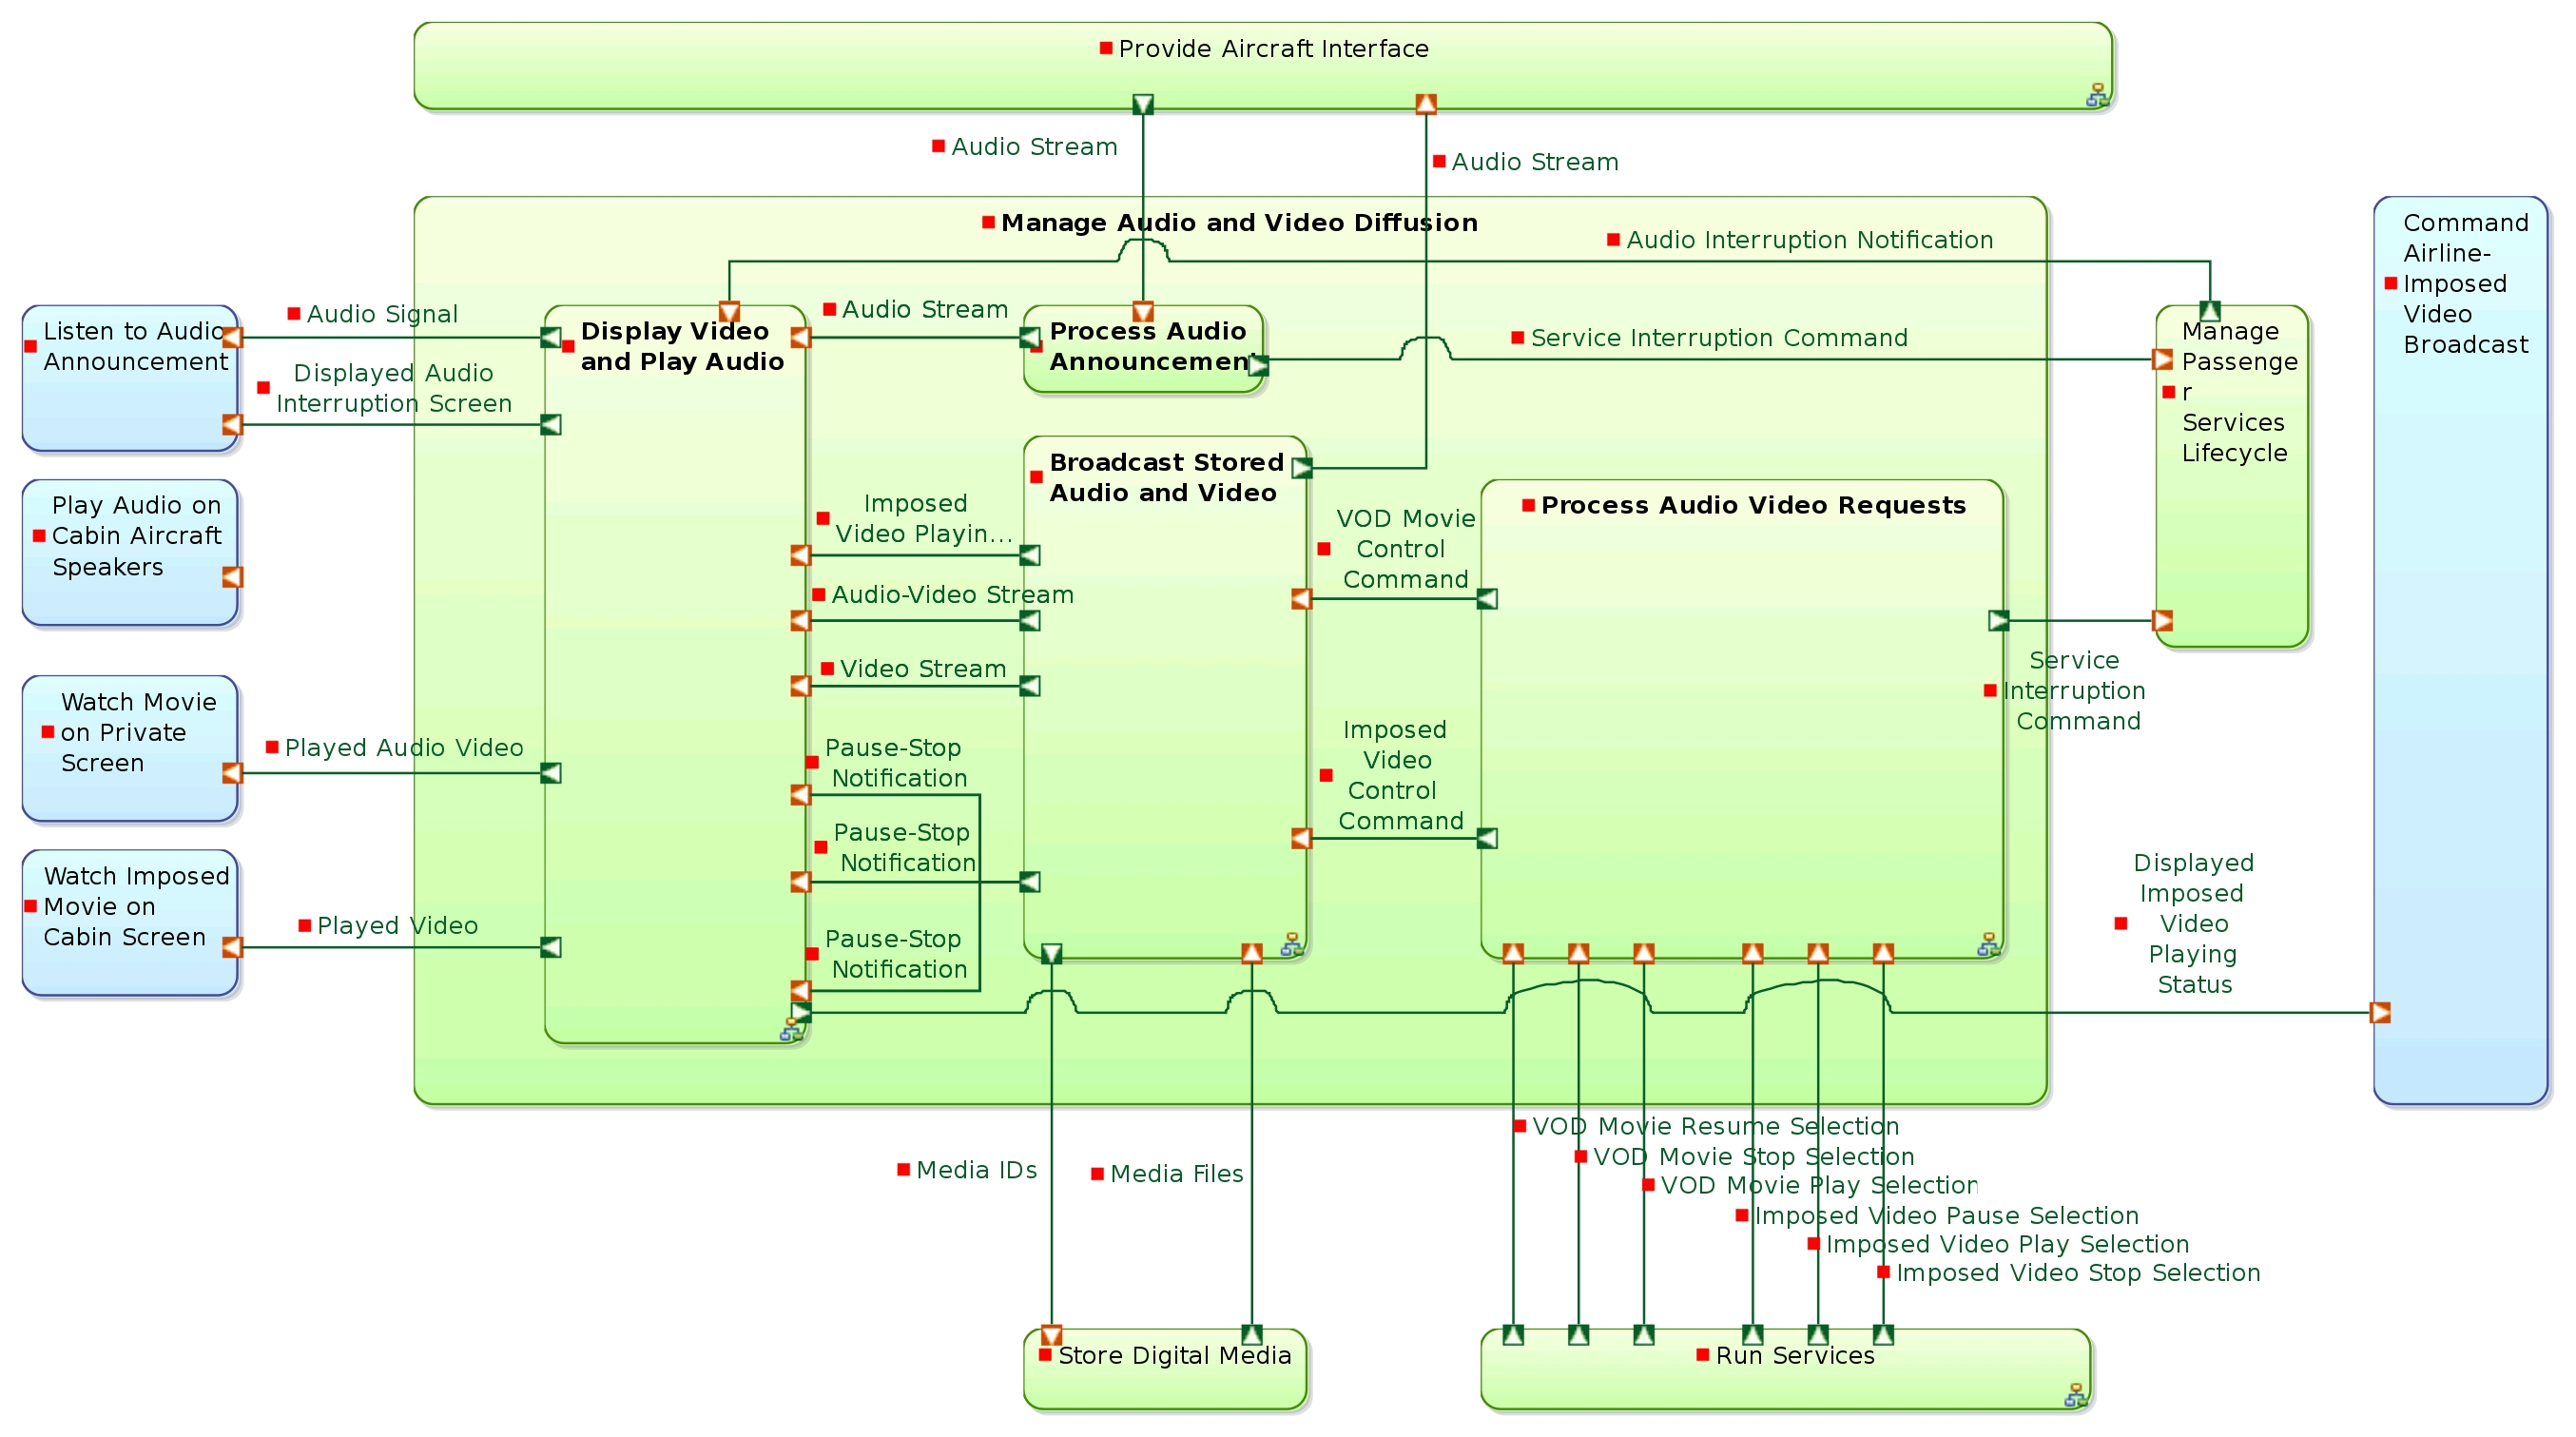 Provide Aircraft Interface
Audio Stream
Audio Stream
Manage Audio and Video Diffusion
Audio Interruption Notification
Command
Airline-
Imposed
Video
Broadcast
Listen to Audio
Announcement
Audio Signal
Displayed Audio
Interruption Screen
Display Video
and Play Audio
Audio Stream
Process Audio
Announcement
Service Interruption Command
Manage
Passenge
r
Services
Lifecycle
Play Audio on
Cabin Aircraft
Speakers
Imposed
Video Playin...
Audio-Video Stream
Video Stream
Broadcast Stored
Audio and Video
VOD Movie
Control
Command
Process Audio Video Requests
Service
Interruption
Command
Watch Movie
on Private
Screen
Played Audio Video
Pause-Stop
Notification
Pause-Stop
Notification
Pause-Stop
Notification
Imposed
Video
Control
Command
Watch Imposed
Movie on
Cabin Screen
Played Video
Displayed
Imposed
Video
Playing
Status
Media IDs
Media Files
VOD Movie Resume Selection
VOD Movie Stop Selection
VOD Movie Play Selection
Imposed Video Pause Selection
Imposed Video Play Selection
Imposed Video Stop Selection
Store Digital Media
Run Services